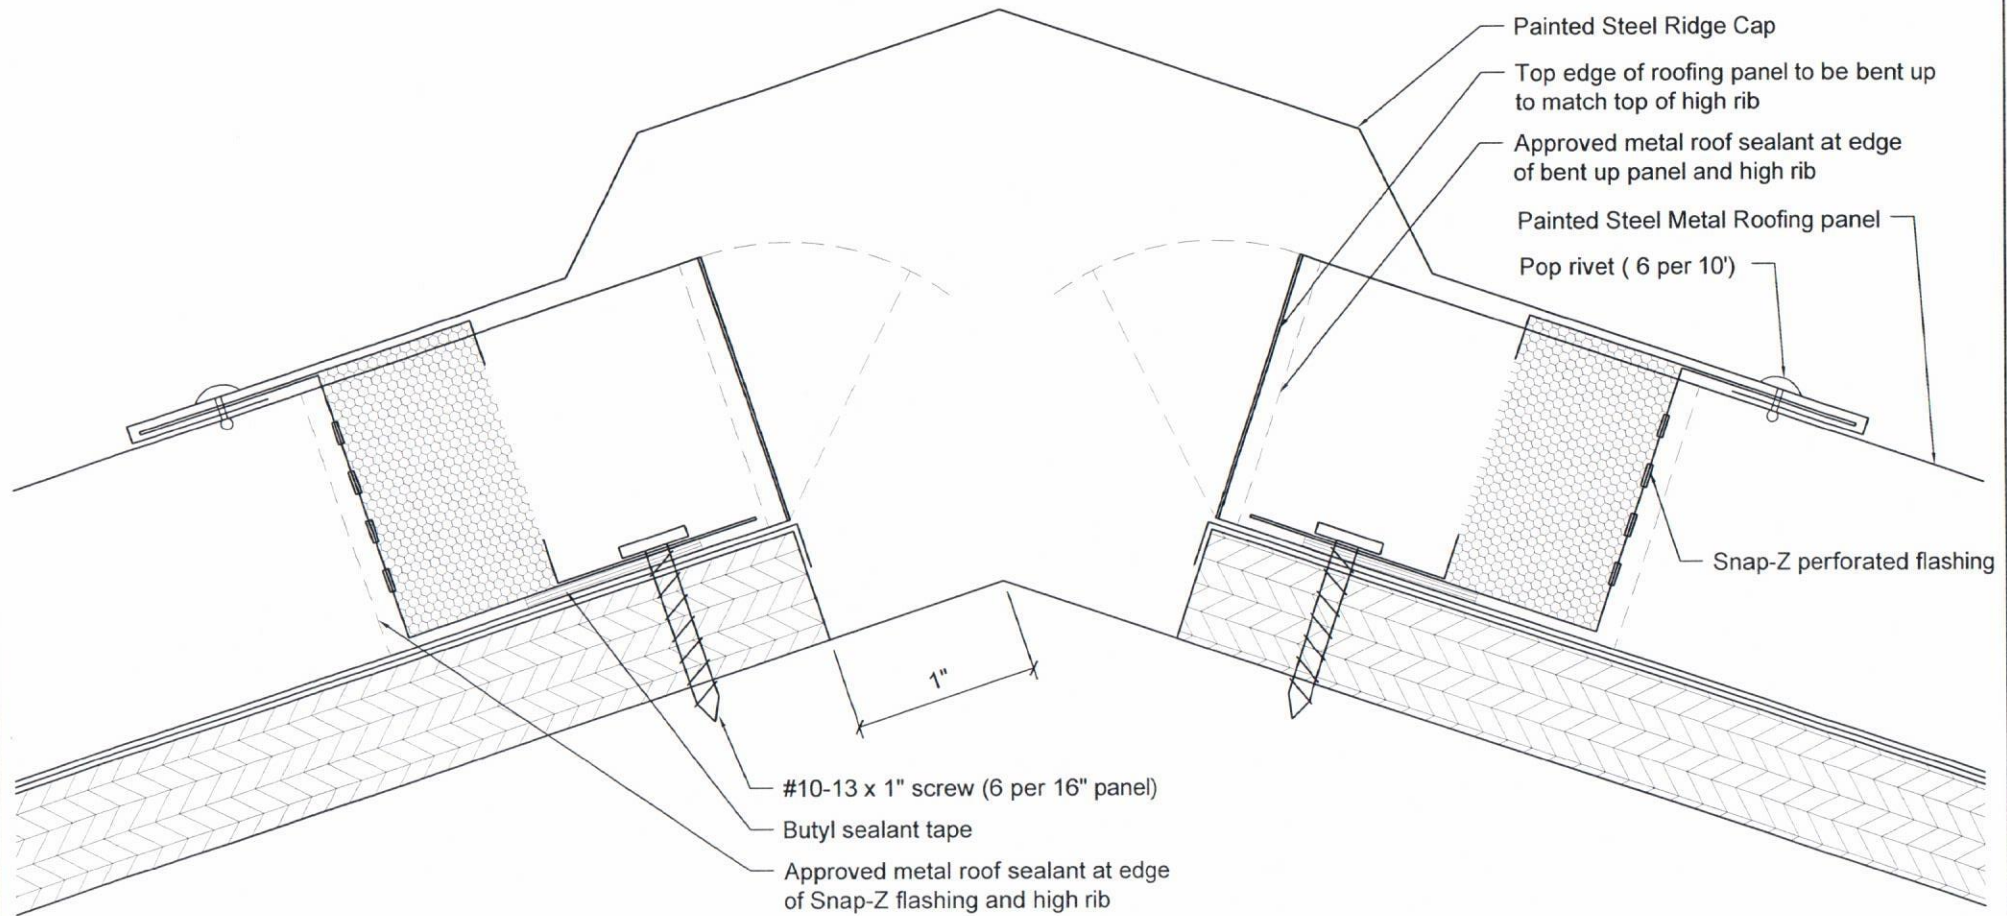 Painted Steel Ridge Cap
Top edge of roofing panel to be bent up
to match top of high rib
Approved metal roof sealant at edge
of bent up panel and high rib
Painted Steel Metal Roofing panel
Pop rivet ( 6 per 10')
Snap-Z perforated flashing
1"
#10-13 x 1" screw (6 per 16" panel)
Butyl sealant tape
Approved metal roof sealant at edge
of Snap-Z flashing and high rib